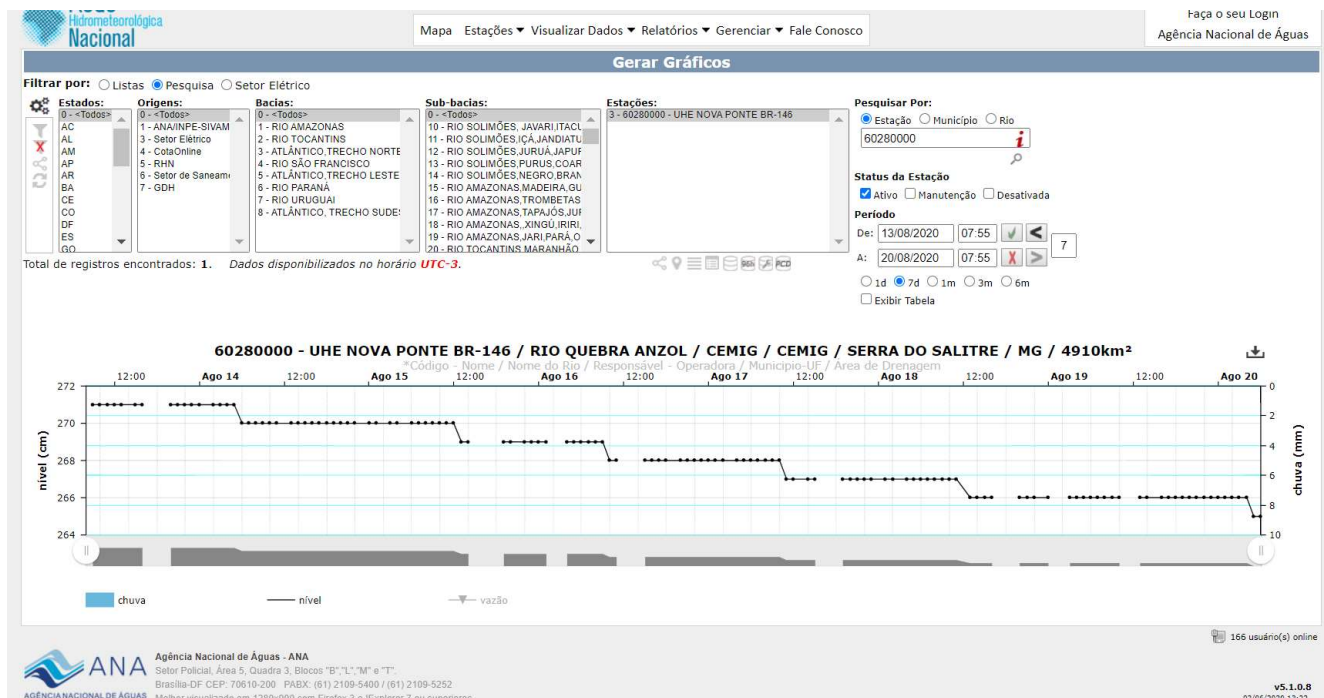 Hidrometeorológica
Nacional
Mapa Estações ▼ Visualizar Dados ▼ Relatórios ▼ Gerenciar ▼ Fale Conosco
Faça o seu Login
Agência Nacional de Águas
Gerar Gráficos
Filtrar por: Listas Pesquisa Setor Elétrico
Estados:
0 - <Todos>
AC
AL
AM
AP
AR
BA
CE
CO
DF
ES
GO
Origens:
0 - <Todos>
1 - ANA/INPE-SIVAM
3 - Setor Elétrico
4 - CotaOnline
5 - RHN
6 - Setor de Saneam
7 - GDH
Bacias:
0 - <Todos>
1 - RIO AMAZONAS
2 - RIO TOCANTINS
3 - ATLÂNTICO,TRECHO NORTE
4 - RIO SÃO FRANCISCO
5 - ATLÂNTICO,TRECHO LESTE
6 - RIO PARANÁ
7 - RIO URUGUAI
8 - ATLÂNTICO, TRECHO SUDE
Sub-bacias:
0 - <Todos>
10 - RIO SOLIMÕES, JAVARI,ITACU
11 - RIO SOLIMÕES,IÇÁ,JANDIATU
12 - RIO SOLIMÕES,JURUÁ,JAPUR
13 - RIO SOLIMÕES,PURUS,COAR
14 - RIO SOLIMÕES,NEGRO,BRAN
15 - RIO AMAZONAS,MADEIRA,GU
16 - RIO AMAZONAS,TROMBETAS
17 - RIO AMAZONAS,TAPAJÓS,JUR
18 - RIO AMAZONAS,,XINGÚ,IRIRI,
19 - RIO AMAZONAS,JARI,PARÁ,O
20 - RIO TOCANTINS MARANHÃO
Estações:
3 - 60280000 - UHE NOVA PONTE BR-146
Pesquisar Por:
Estação Município Rio
60280000
Status da Estação
Ativo Manutenção Desativada
Período
De: 13/08/2020 07:55
A: 20/08/2020 07:55
7
1d 7d 1m 3m 6m
Exibir Tabela
Total de registros encontrados: 1. Dados disponibilizados no horário UTC-3.
96h PCD
60280000 - UHE NOVA PONTE BR-146 / RIO QUEBRA ANZOL / CEMIG / CEMIG / SERRA DO SALITRE / MG / 4910km²
*Código - Nome / Nome do Rio / Responsável - Operadora / Municipio-UF / Area de Drenagem
12:00 Ago 14 12:00 Ago 15 12:00 Ago 16 12:00 Ago 17 12:00 Ago 18 12:00 Ago 19 12:00 Ago 20
nível (cm)
272
270
268
266
264
chuva (mm)
0
2
4
6
8
10
chuva nível vazão
166 usuário(s) online
ANA
AGÊNCIA NACIONAL DE ÁGUAS
Agência Nacional de Águas - ANA
Setor Policial, Área 5, Quadra 3, Blocos "B","L","M" e "T".
Brasília-DF CEP: 70610-200 PABX: (61) 2109-5400 / (61) 2109-5252
v5.1.0.8